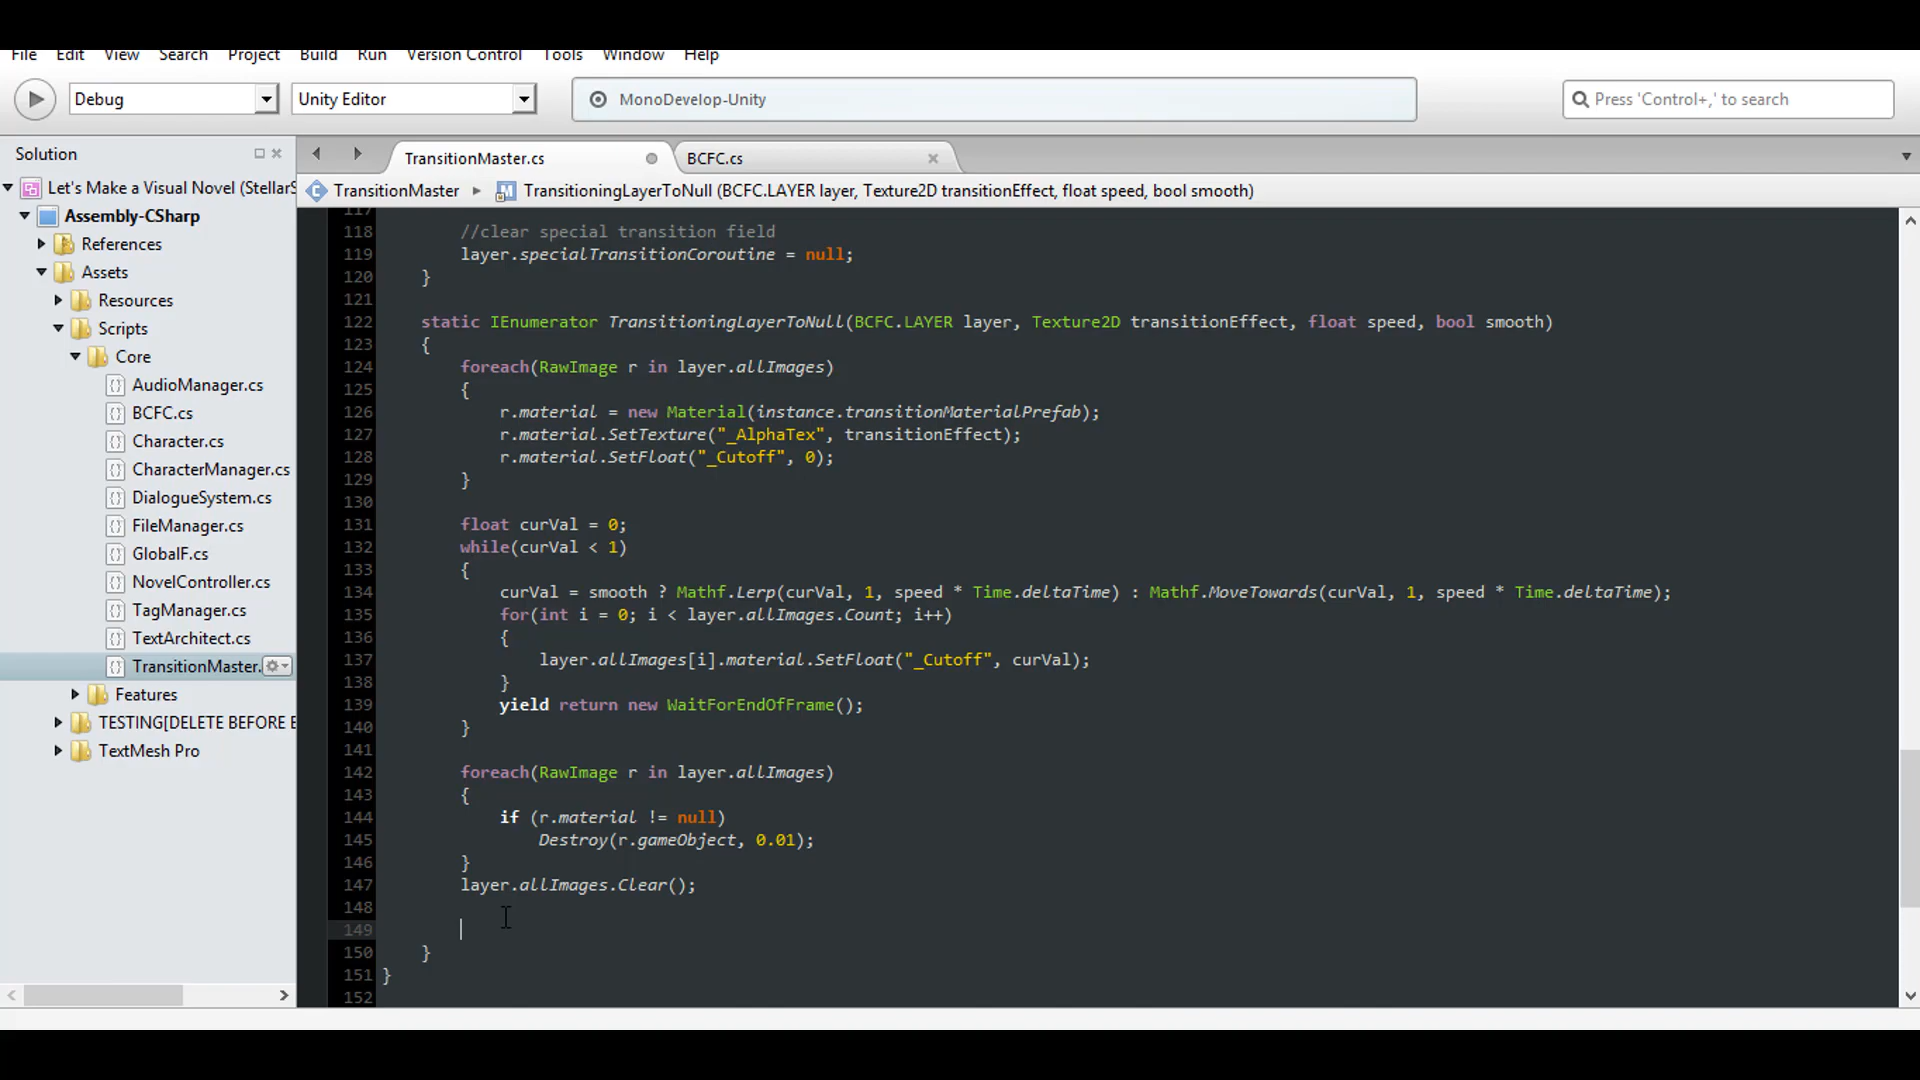 File Edit View Search Project Build Run Version Control Tools Window Help
Debug Unity Editor MonoDevelop-Unity Press 'Control+,' to search
Solution TransitionMaster.cs BCFC.cs
Let's Make a Visual Novel (Stellar
TransitionMaster TransitioningLayerToNull (BCFC.LAYER layer, Texture2D transitionEffect, float speed, bool smooth)
Assembly-CSharp
References
Assets
Resources
Scripts
Core
AudioManager.cs
BCFC.cs
Character.cs
CharacterManager.cs
DialogueSystem.cs
FileManager.cs
GlobalF.cs
NovelController.cs
TagManager.cs
TextArchitect.cs
TransitionMaster.
Features
TESTING[DELETE BEFORE
TextMesh Pro
117
118 //clear special transition field
119 layer.specialTransitionCoroutine = null;
120 }
121
122 static IEnumerator TransitioningLayerToNull(BCFC.LAYER layer, Texture2D transitionEffect, float speed, bool smooth)
123 {
124 foreach(RawImage r in layer.allImages)
125 {
126 r.material = new Material(instance.transitionMaterialPrefab);
127 r.material.SetTexture("_AlphaTex", transitionEffect);
128 r.material.SetFloat("_Cutoff", 0);
129 }
130
131 float curVal = 0;
132 while(curVal < 1)
133 {
134 curVal = smooth ? Mathf.Lerp(curVal, 1, speed * Time.deltaTime) : Mathf.MoveTowards(curVal, 1, speed * Time.deltaTime);
135 for(int i = 0; i < layer.allImages.Count; i++)
136 {
137 layer.allImages[i].material.SetFloat("_Cutoff", curVal);
138 }
139 yield return new WaitForEndOfFrame();
140 }
141
142 foreach(RawImage r in layer.allImages)
143 {
144 if (r.material != null)
145 Destroy(r.gameObject, 0.01);
146 }
147 layer.allImages.Clear();
148
149
150 }
151 }
152